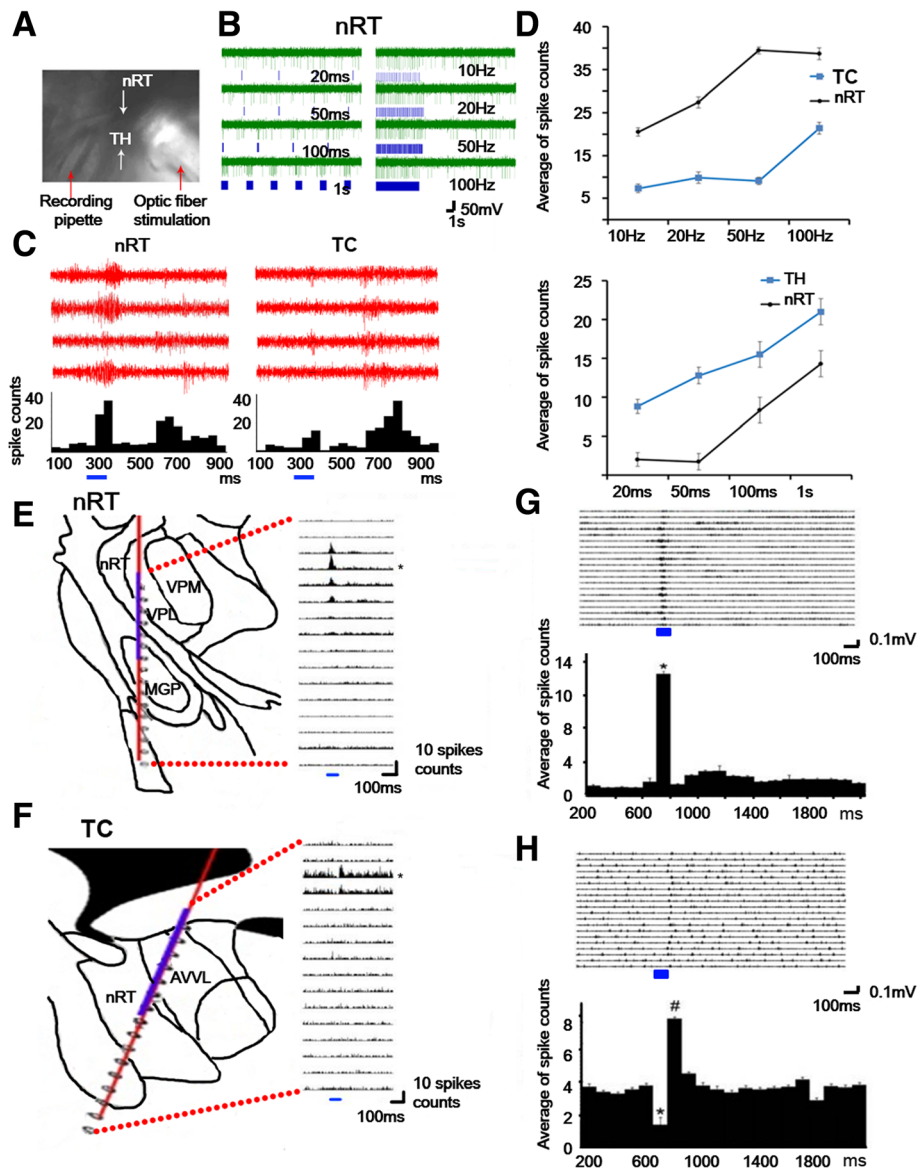 A
nRT
TH
Recording
pipette
Optic fiber
stimulation
B
nRT
20ms
50ms
100ms
1s
10Hz
20Hz
50Hz
100Hz
50mV
1s
C
nRT
TC
spike counts
40
20
40
20
100 300 500 700 900
ms
100 300 500 700 900
ms
D
Average of spike counts
40
35
25
15
5
TC
nRT
10Hz 20Hz 50Hz 100Hz
Average of spike counts
25
20
15
10
5
TH
nRT
20ms 50ms 100ms 1s
E
nRT
nRT
VPM
VPL
MGP
*
10 spikes
counts
100ms
F
TC
nRT
AVVL
*
10 spikes
counts
100ms
G
0.1mV
100ms
Average of spike counts
14
12
10
8
4
0
*
200 600 1000 1400 1800 ms
H
0.1mV
100ms
Average of spike counts
8
6
4
2
0
#
*
200 600 1000 1400 1800 ms